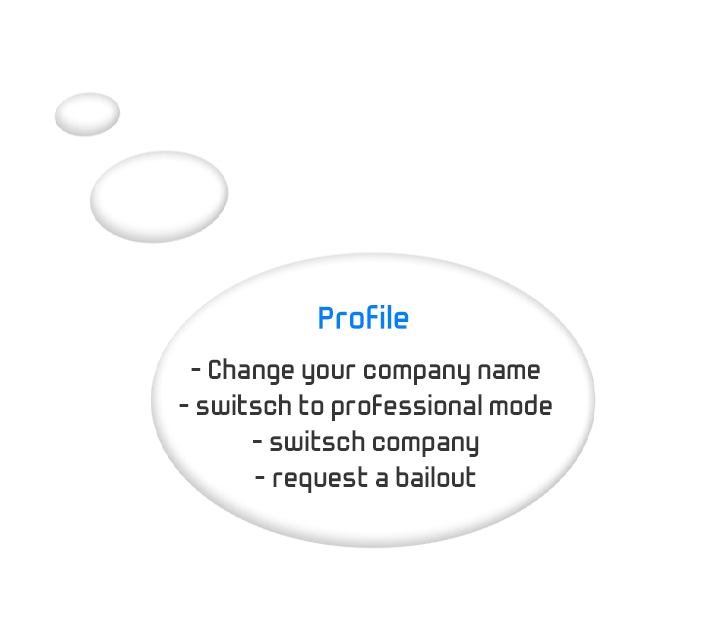 Profile
- Change your company name
- switsch to professional mode
- switsch company
- request a bailout